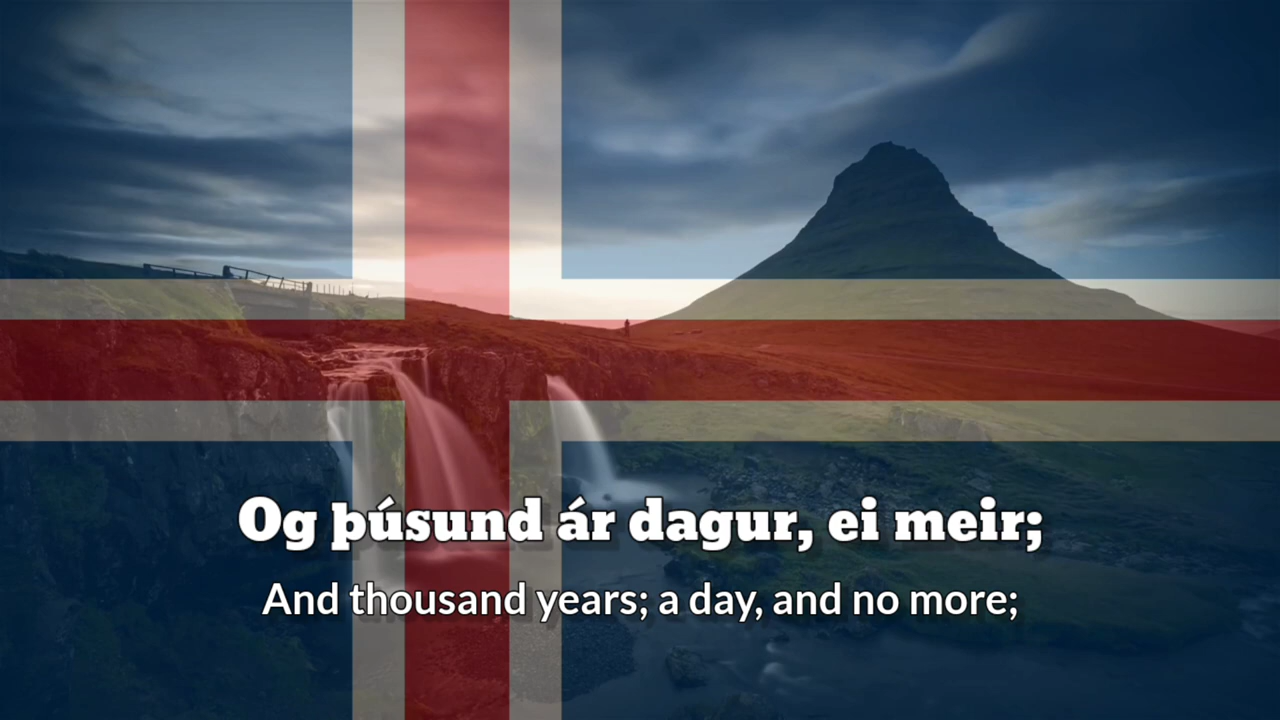 Og þúsund ár dagur, ei meir;
And thousand years; a day, and no more;